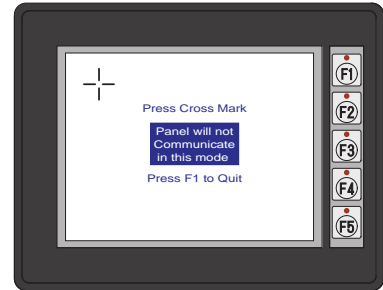 Press Cross Mark
Panel will not
Communicate
in this mode
Press F1 to Quit
F1
F2
F3
F4
F5